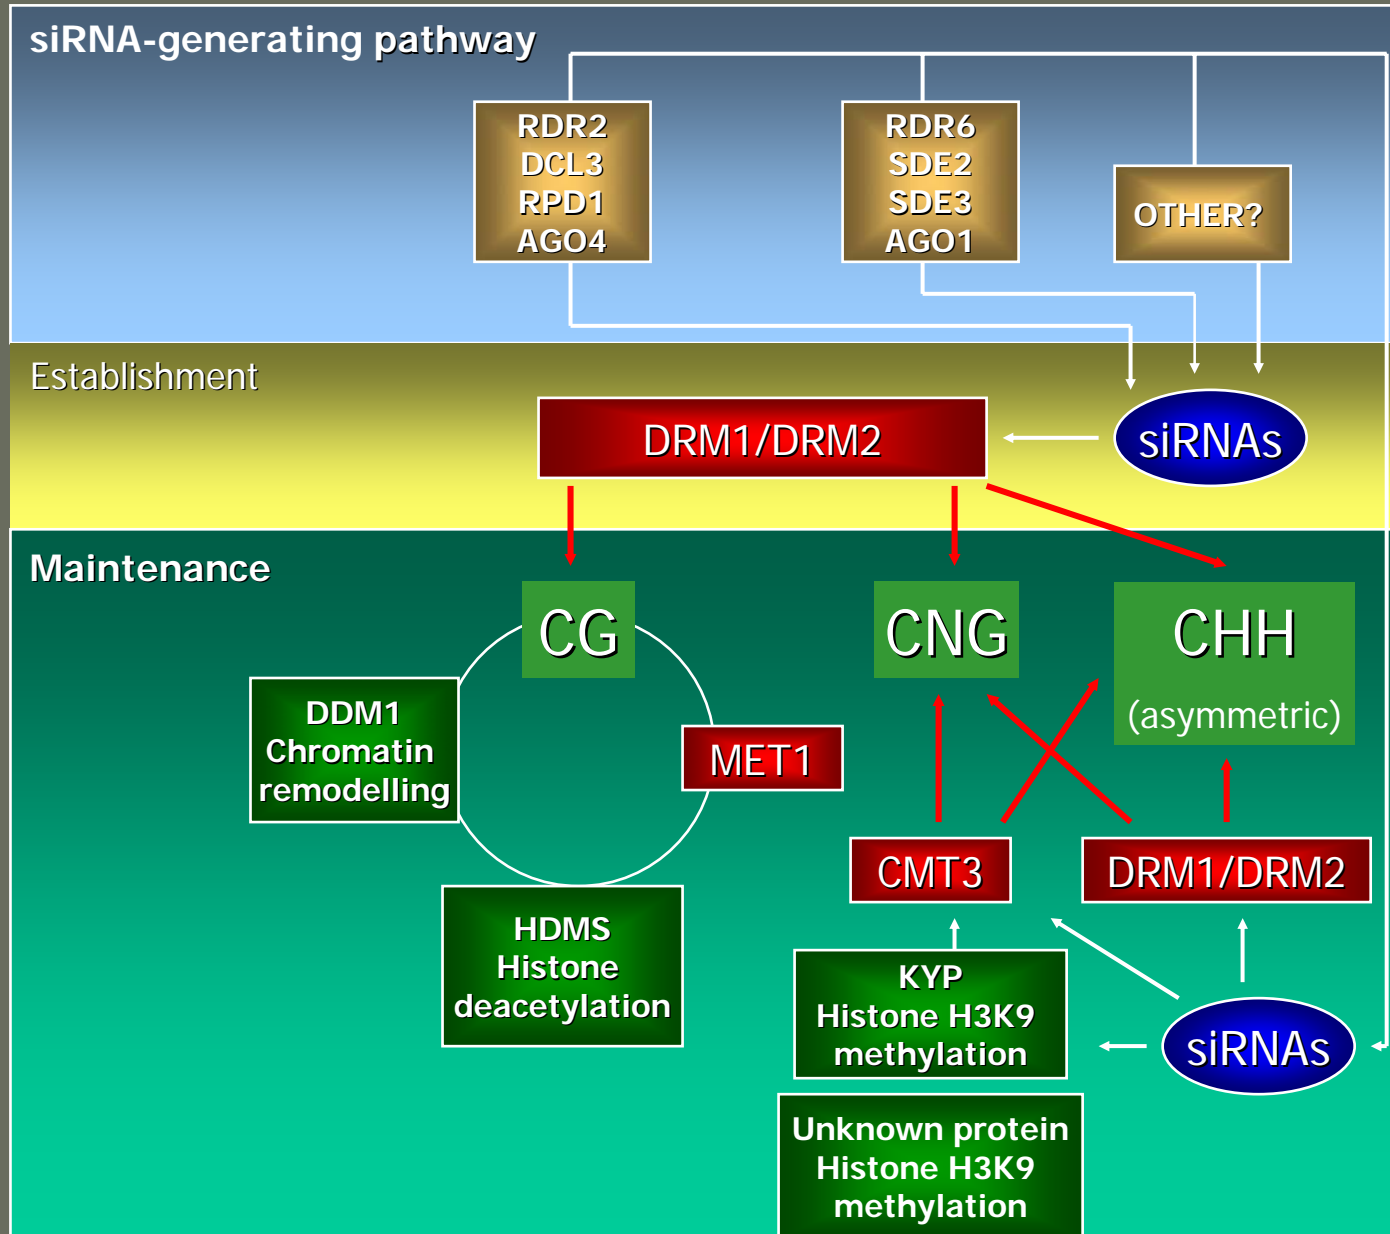 siRNA-generating pathway
RDR2
DCL3
RPD1
AGO4
RDR6
SDE2
SDE3
AGO1
OTHER?
Establishment
DRM1/DRM2
siRNAs
Maintenance
CG
CNG
CHH
(asymmetric)
DDM1
Chromatin
remodelling
MET1
CMT3
DRM1/DRM2
HDMS
Histone
deacetylation
KYP
Histone H3K9
methylation
siRNAs
Unknown protein
Histone H3K9
methylation